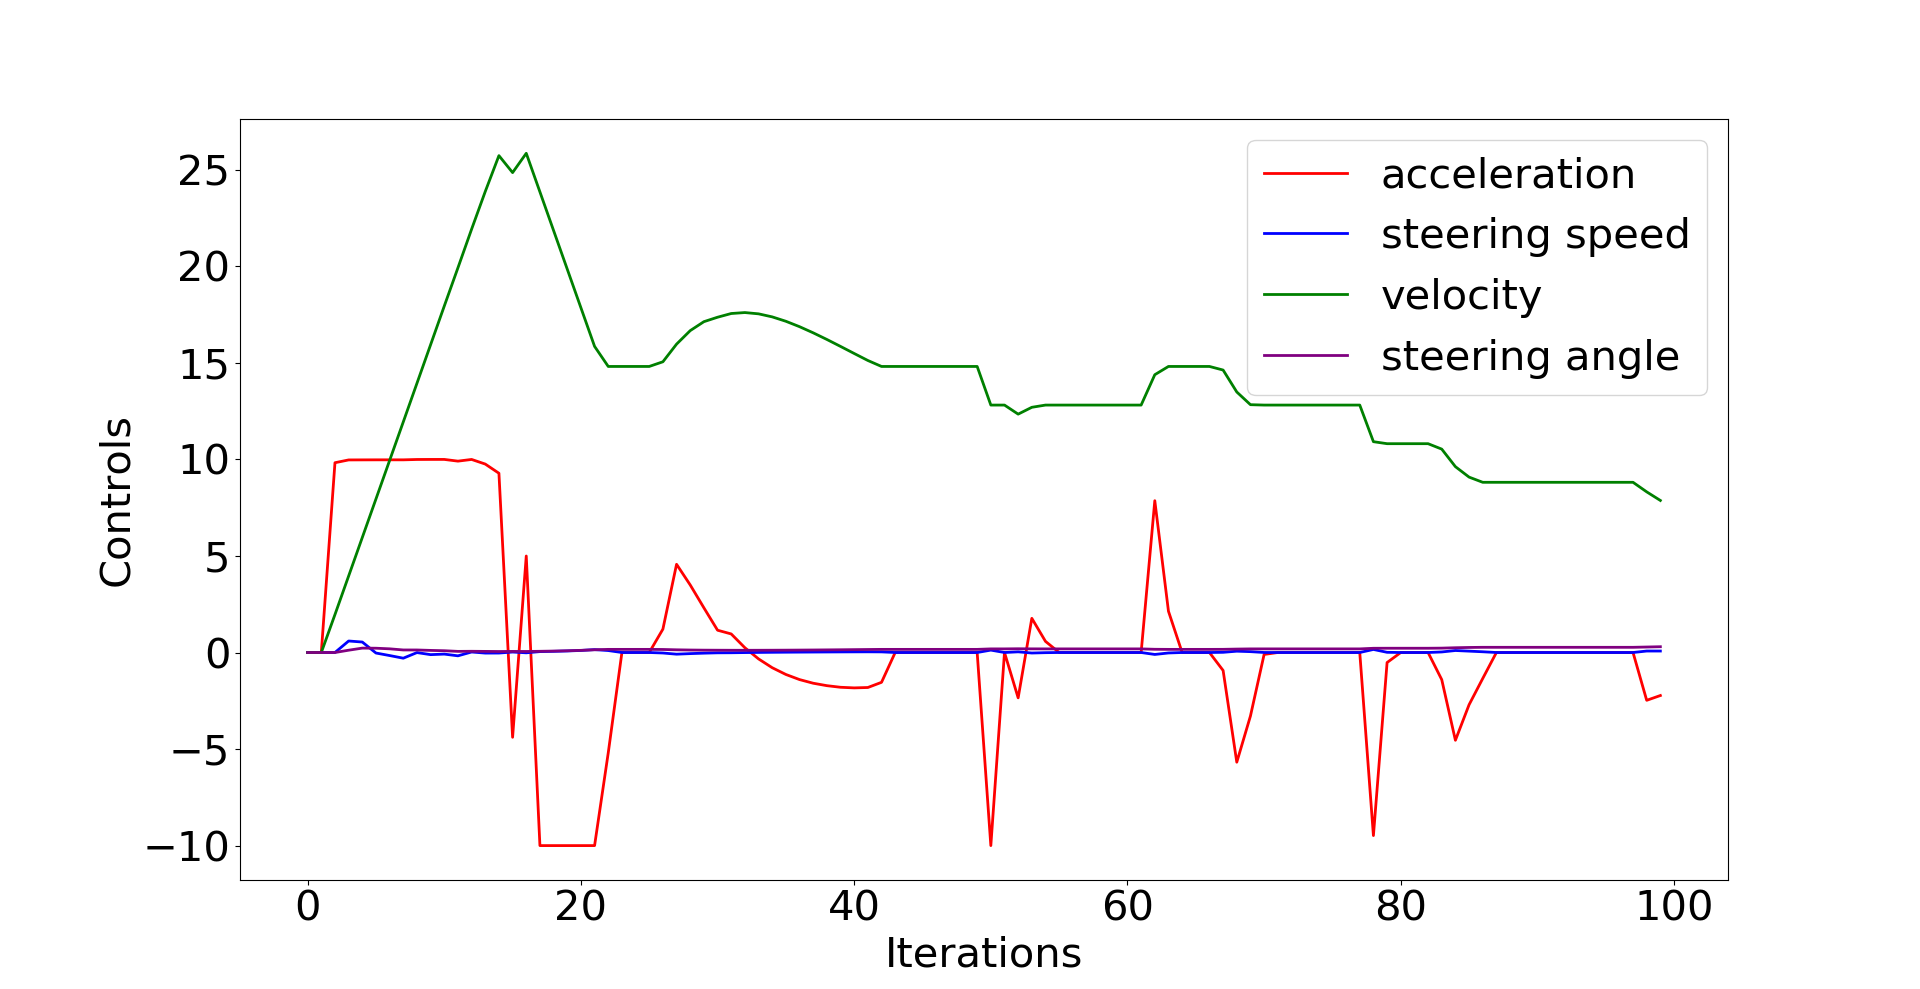 acceleration
steering speed
velocity
steering angle
25
20
15
10
5
0
−5
−10
Controls
0 20 40 60 80 100
Iterations